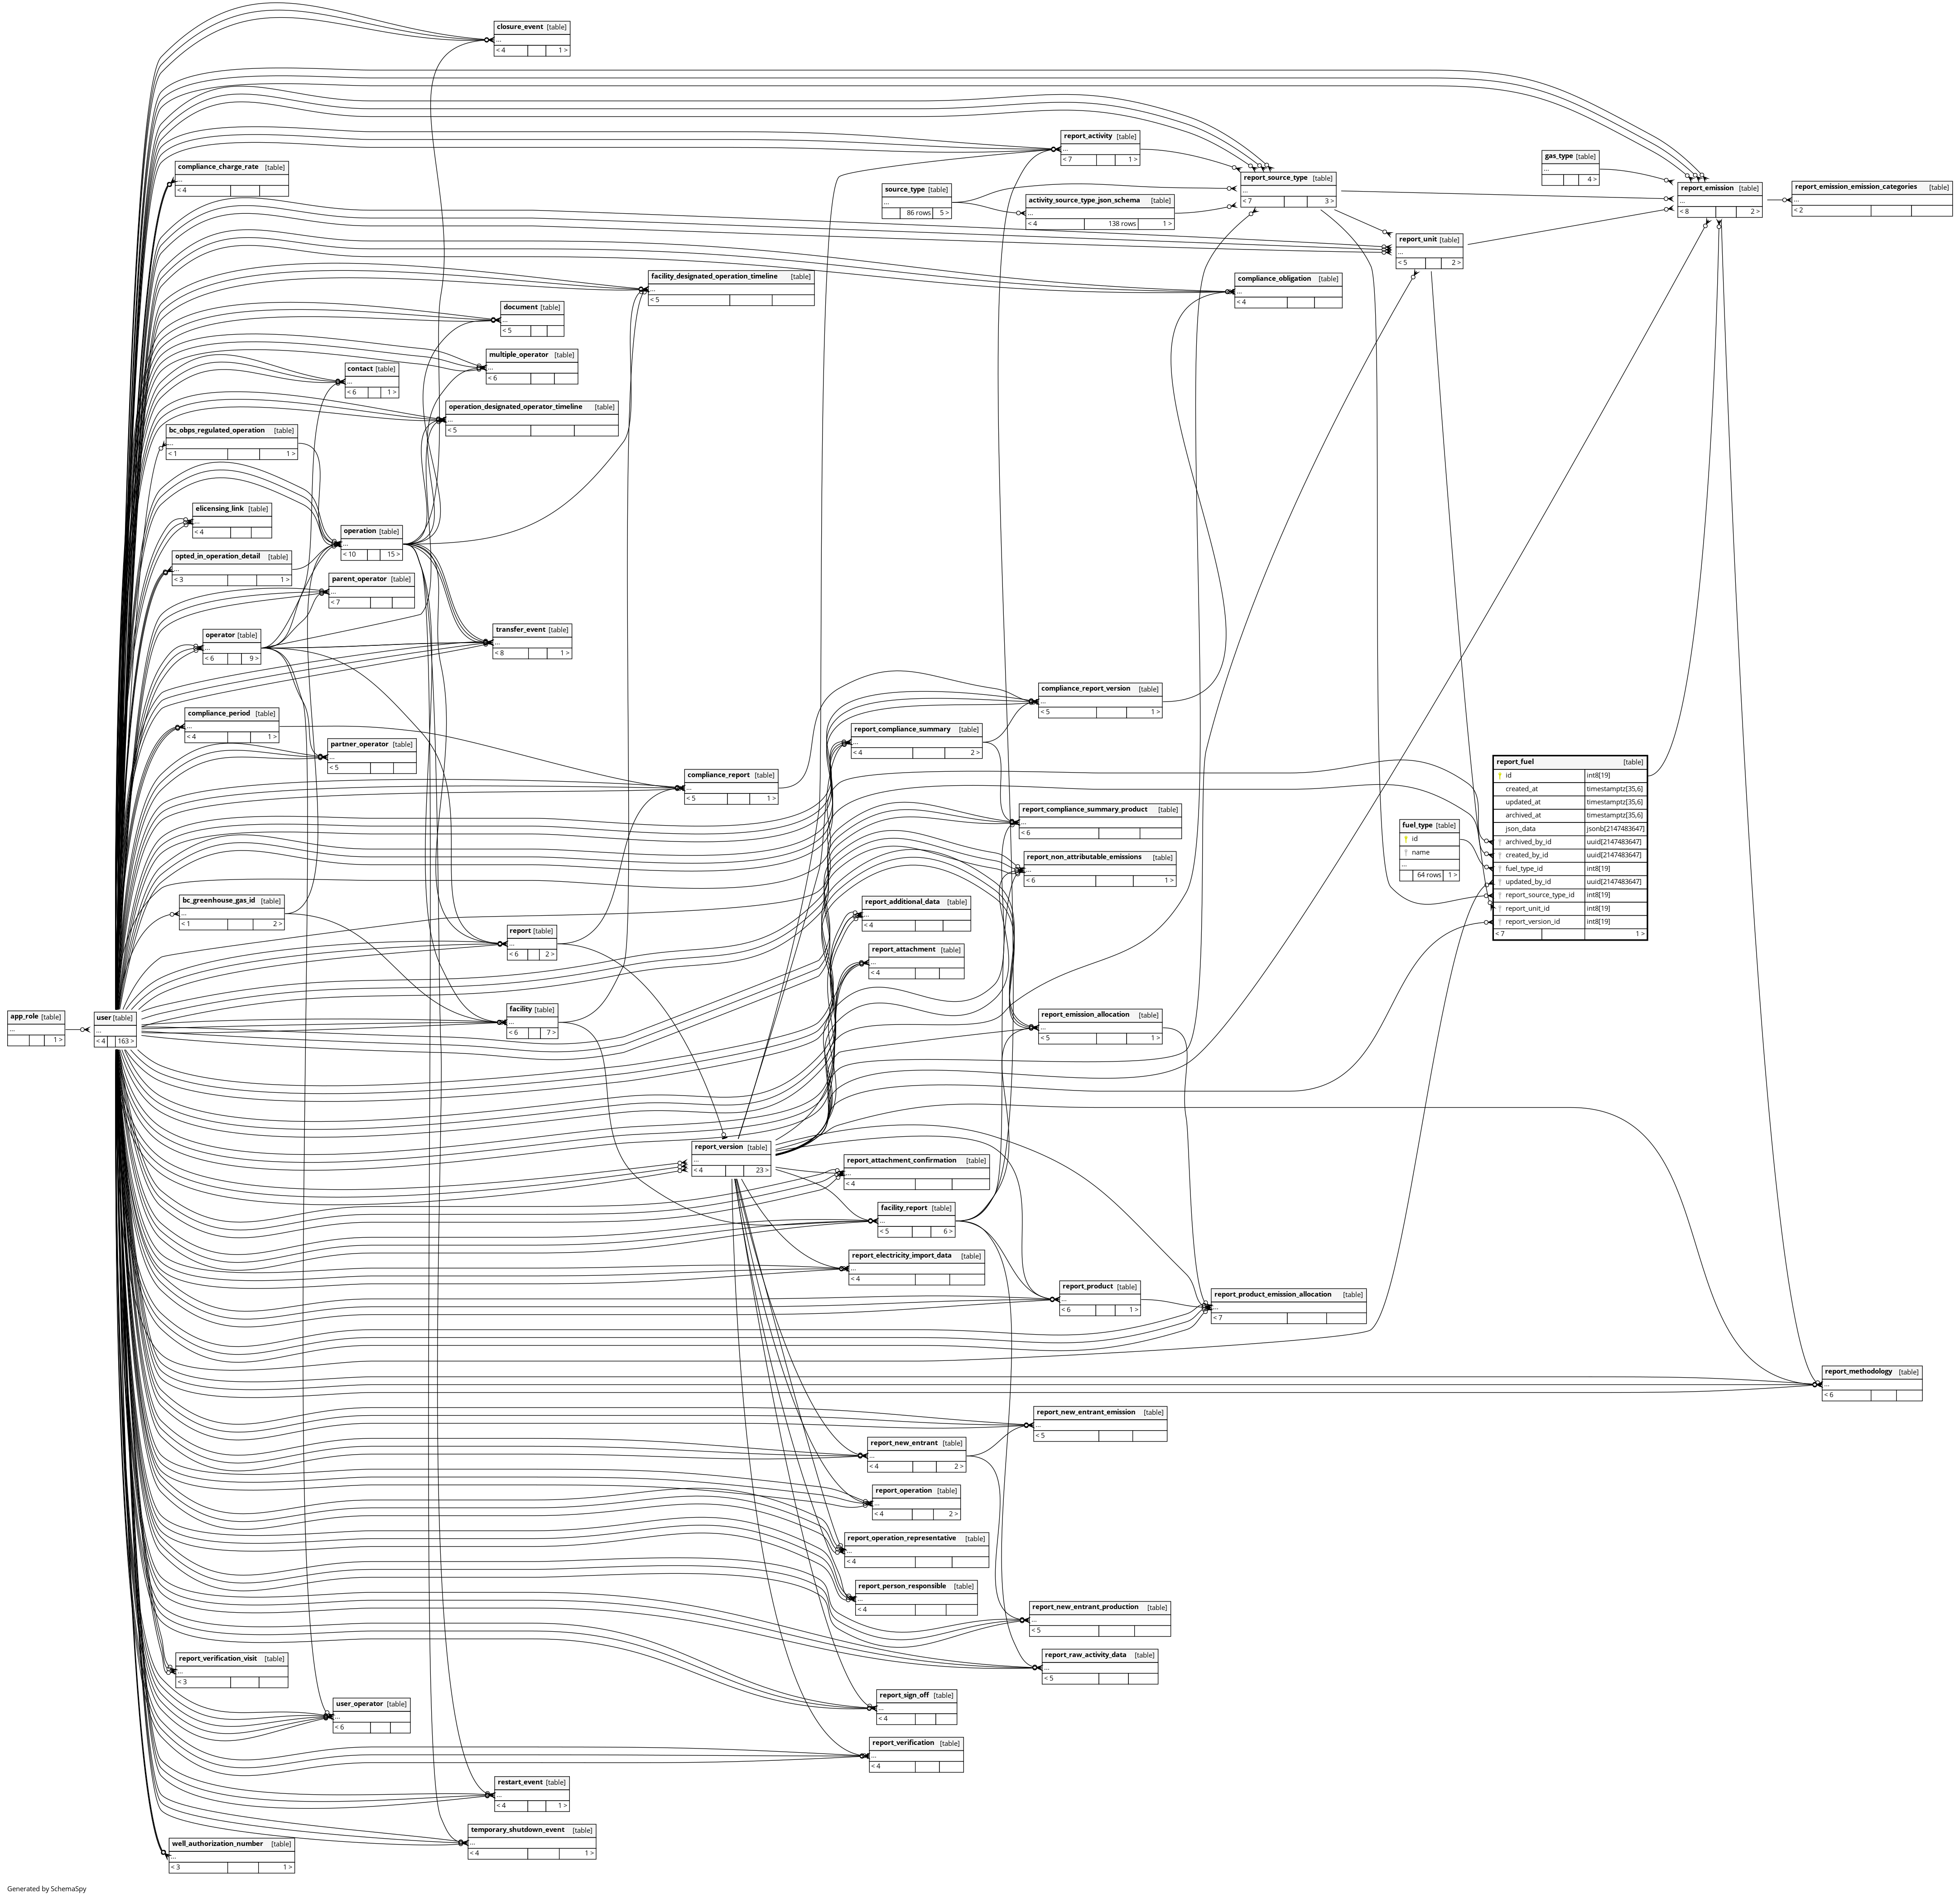 closure_event [table]
...
< 4 1 >
compliance_charge_rate [table]
...
< 4
report_activity [table]
...
< 7 1 >
gas_type [table]
...
4 >
source_type [table]
...
86 rows 5 >
activity_source_type_json_schema [table]
...
< 4 138 rows 1 >
report_source_type [table]
...
< 7 3 >
report_emission [table]
...
< 8 2 >
report_emission_emission_categories [table]
...
< 2
report_unit [table]
...
< 5 2 >
facility_designated_operation_timeline [table]
...
< 5
compliance_obligation [table]
...
< 4
document [table]
...
< 5
multiple_operator [table]
...
< 6
contact [table]
...
< 6 1 >
operation_designated_operator_timeline [table]
...
< 5
bc_obps_regulated_operation [table]
...
< 1 1 >
elicensing_link [table]
...
< 4
operation [table]
...
< 10 15 >
opted_in_operation_detail [table]
...
< 3 1 >
parent_operator [table]
...
< 7
operator [table]
...
< 6 9 >
transfer_event [table]
...
< 8 1 >
compliance_period [table]
...
< 4 1 >
partner_operator [table]
...
< 5
compliance_report_version [table]
...
< 5 1 >
report_compliance_summary [table]
...
< 4 2 >
compliance_report [table]
...
< 5 1 >
report_compliance_summary_product [table]
...
< 6
report_non_attributable_emissions [table]
...
< 6 1 >
fuel_type [table]
id
name
...
64 rows 1 >
report_fuel [table]
id int8[19]
created_at timestamptz[35,6]
updated_at timestamptz[35,6]
archived_at timestamptz[35,6]
json_data jsonb[2147483647]
archived_by_id uuid[2147483647]
created_by_id uuid[2147483647]
fuel_type_id int8[19]
updated_by_id uuid[2147483647]
report_source_type_id int8[19]
report_unit_id int8[19]
report_version_id int8[19]
< 7 1 >
bc_greenhouse_gas_id [table]
...
< 1 2 >
report_additional_data [table]
...
< 4
report [table]
...
< 6 2 >
report_attachment [table]
...
< 4
facility [table]
...
< 6 7 >
report_emission_allocation [table]
...
< 5 1 >
app_role [table]
...
1 >
user [table]
...
< 4 163 >
report_version [table]
...
< 4 23 >
report_attachment_confirmation [table]
...
< 4
facility_report [table]
...
< 5 6 >
report_electricity_import_data [table]
...
< 4
report_product [table]
...
< 6 1 >
report_product_emission_allocation [table]
...
< 7
report_methodology [table]
...
< 6
report_new_entrant_emission [table]
...
< 5
report_new_entrant [table]
...
< 4 2 >
report_operation [table]
...
< 4 2 >
report_operation_representative [table]
...
< 4
report_person_responsible [table]
...
< 4
report_new_entrant_production [table]
...
< 5
report_raw_activity_data [table]
...
< 5
report_verification_visit [table]
...
< 3
user_operator [table]
...
< 6
report_sign_off [table]
...
< 4
report_verification [table]
...
< 4
restart_event [table]
...
< 4 1 >
temporary_shutdown_event [table]
...
< 4 1 >
well_authorization_number [table]
...
< 3 1 >
Generated by SchemaSpy